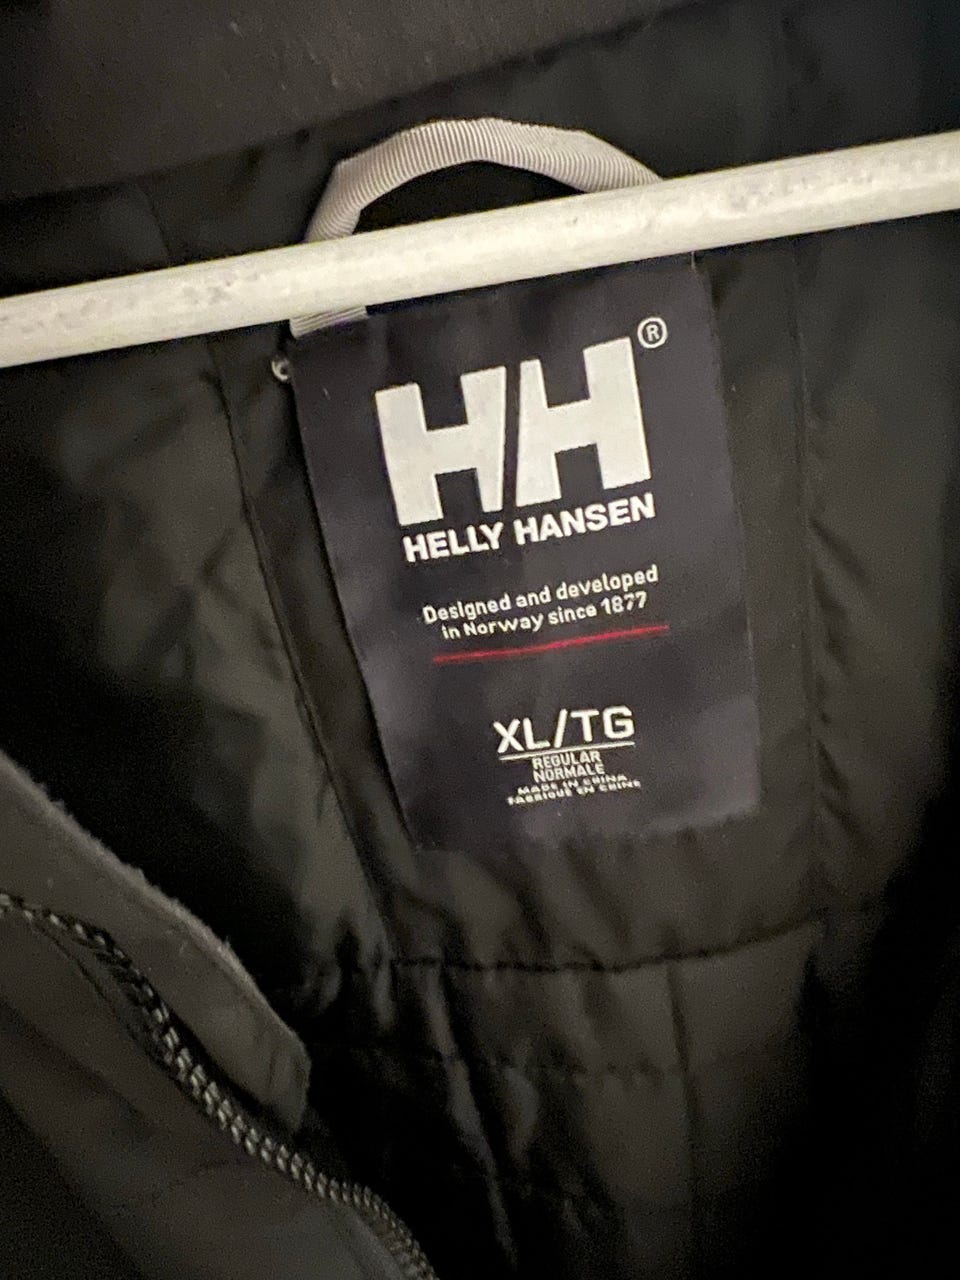 HH®
HELLY HANSEN
Designed and developed
in Norway since 1877
XL/TG
REGULAR
NORMALE
MADE IN CHINA
FABRIQUÉ EN CHINE